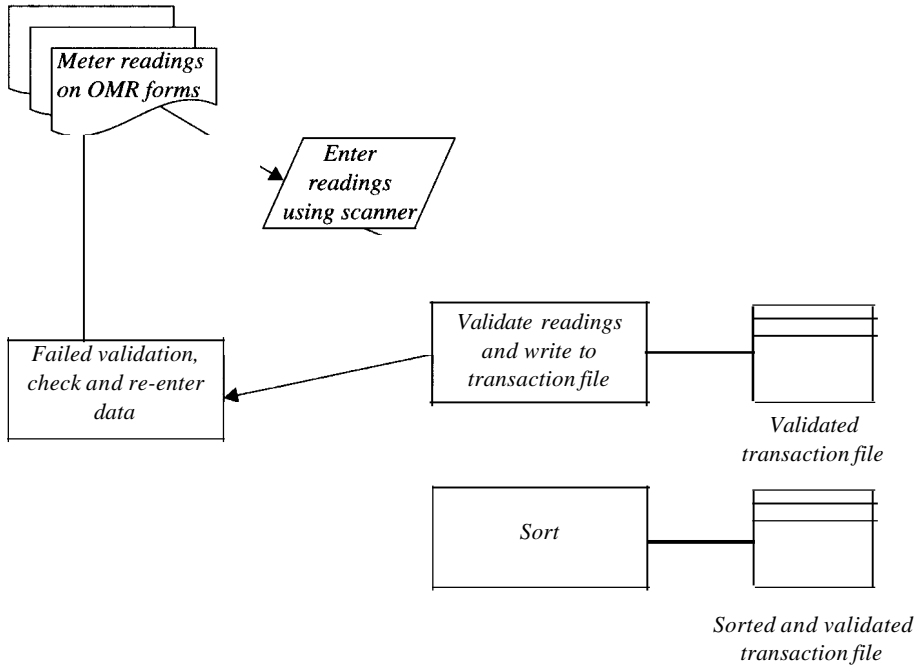 Meter readings
on OMR forms
Enter
readings
using scanner
Validate readings
and write to
transaction file
Failed validation,
check and re-enter
data
Validated
transaction file
Sort
Sorted and validated
transaction file